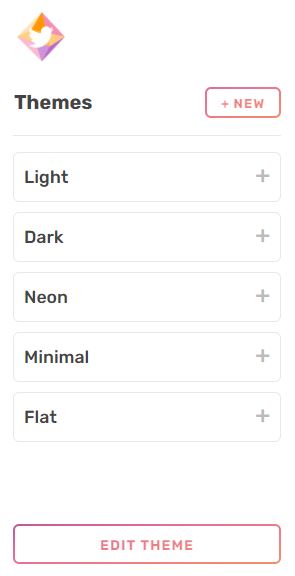 Themes
+ NEW
Light
Dark
Neon
Minimal
Flat
EDIT THEME